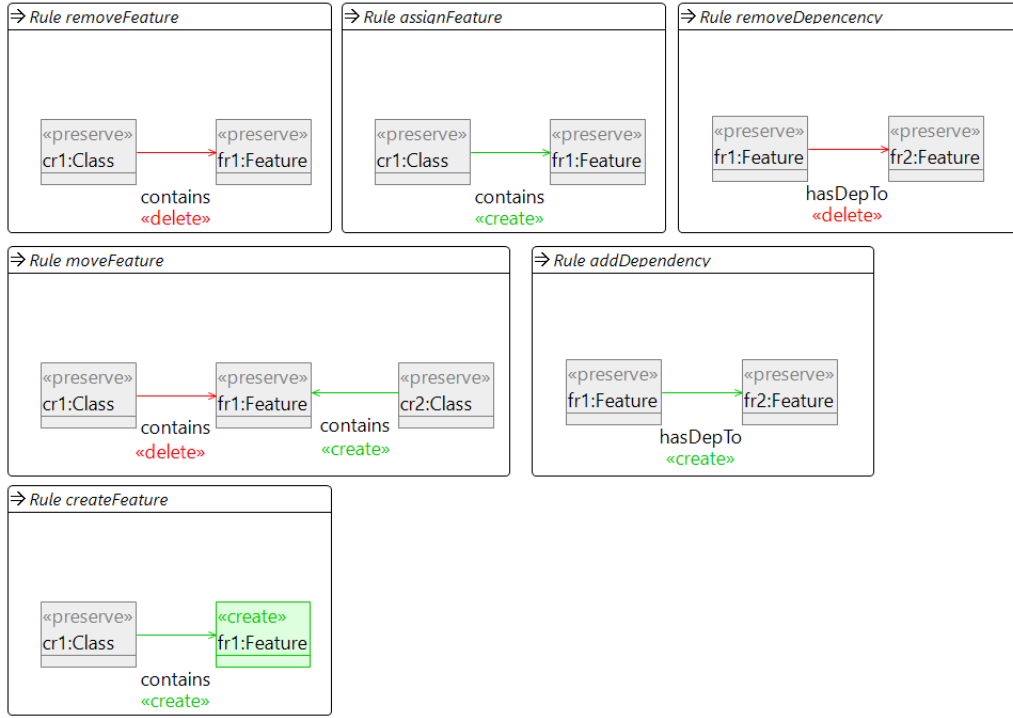 Rule removeFeature
«preserve»
cr1:Class
«preserve»
fr1:Feature
contains
«delete»
Rule assignFeature
«preserve»
cr1:Class
«preserve»
fr1:Feature
contains
«create»
Rule removeDepencency
«preserve»
fr1:Feature
«preserve»
fr2:Feature
hasDepTo
«delete»
Rule moveFeature
«preserve»
cr1:Class
«preserve»
fr1:Feature
«preserve»
cr2:Class
contains
«delete»
contains
«create»
Rule addDependency
«preserve»
fr1:Feature
«preserve»
fr2:Feature
hasDepTo
«create»
Rule createFeature
«preserve»
cr1:Class
«create»
fr1:Feature
contains
«create»